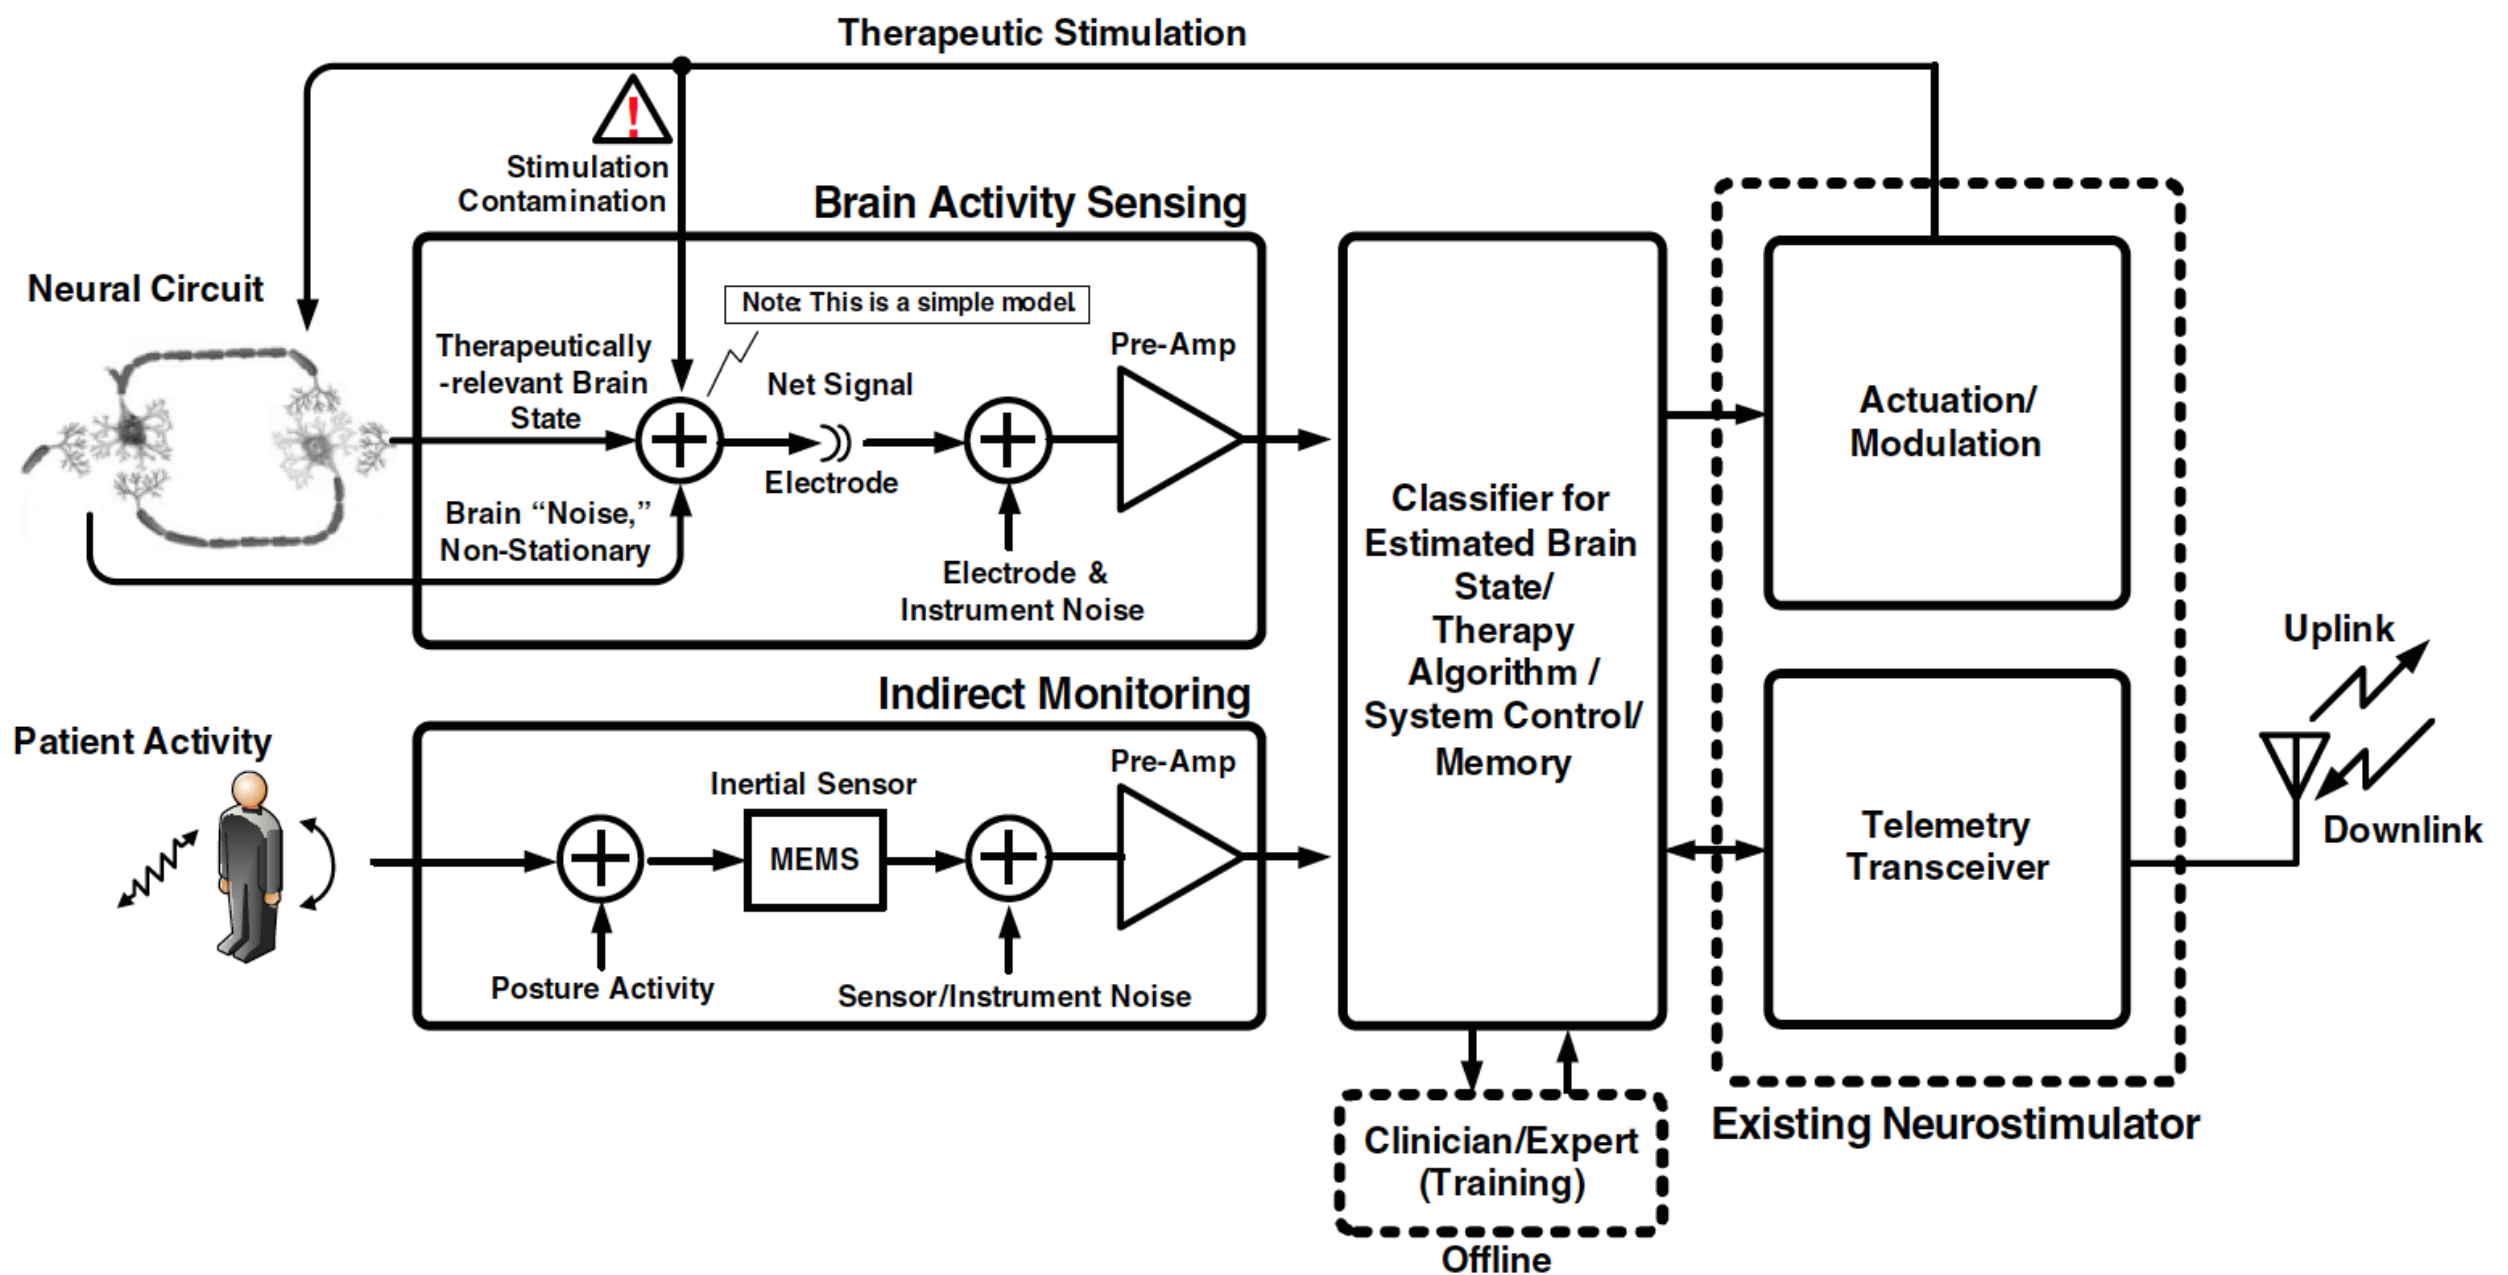 Therapeutic Stimulation
!
Stimulation
Contamination
Brain Activity Sensing
Neural Circuit
Note: This is a simple model.
Therapeutically
-relevant Brain
State
Net Signal
Electrode
Pre-Amp
Brain “Noise,”
Non-Stationary
Electrode &
Instrument Noise
Indirect Monitoring
Patient Activity
Inertial Sensor
MEMS
Pre-Amp
Posture Activity
Sensor/Instrument Noise
Classifier for
Estimated Brain
State/
Therapy
Algorithm /
System Control/
Memory
Actuation/
Modulation
Telemetry
Transceiver
Uplink
Downlink
Existing Neurostimulator
Clinician/Expert
(Training)
Offline